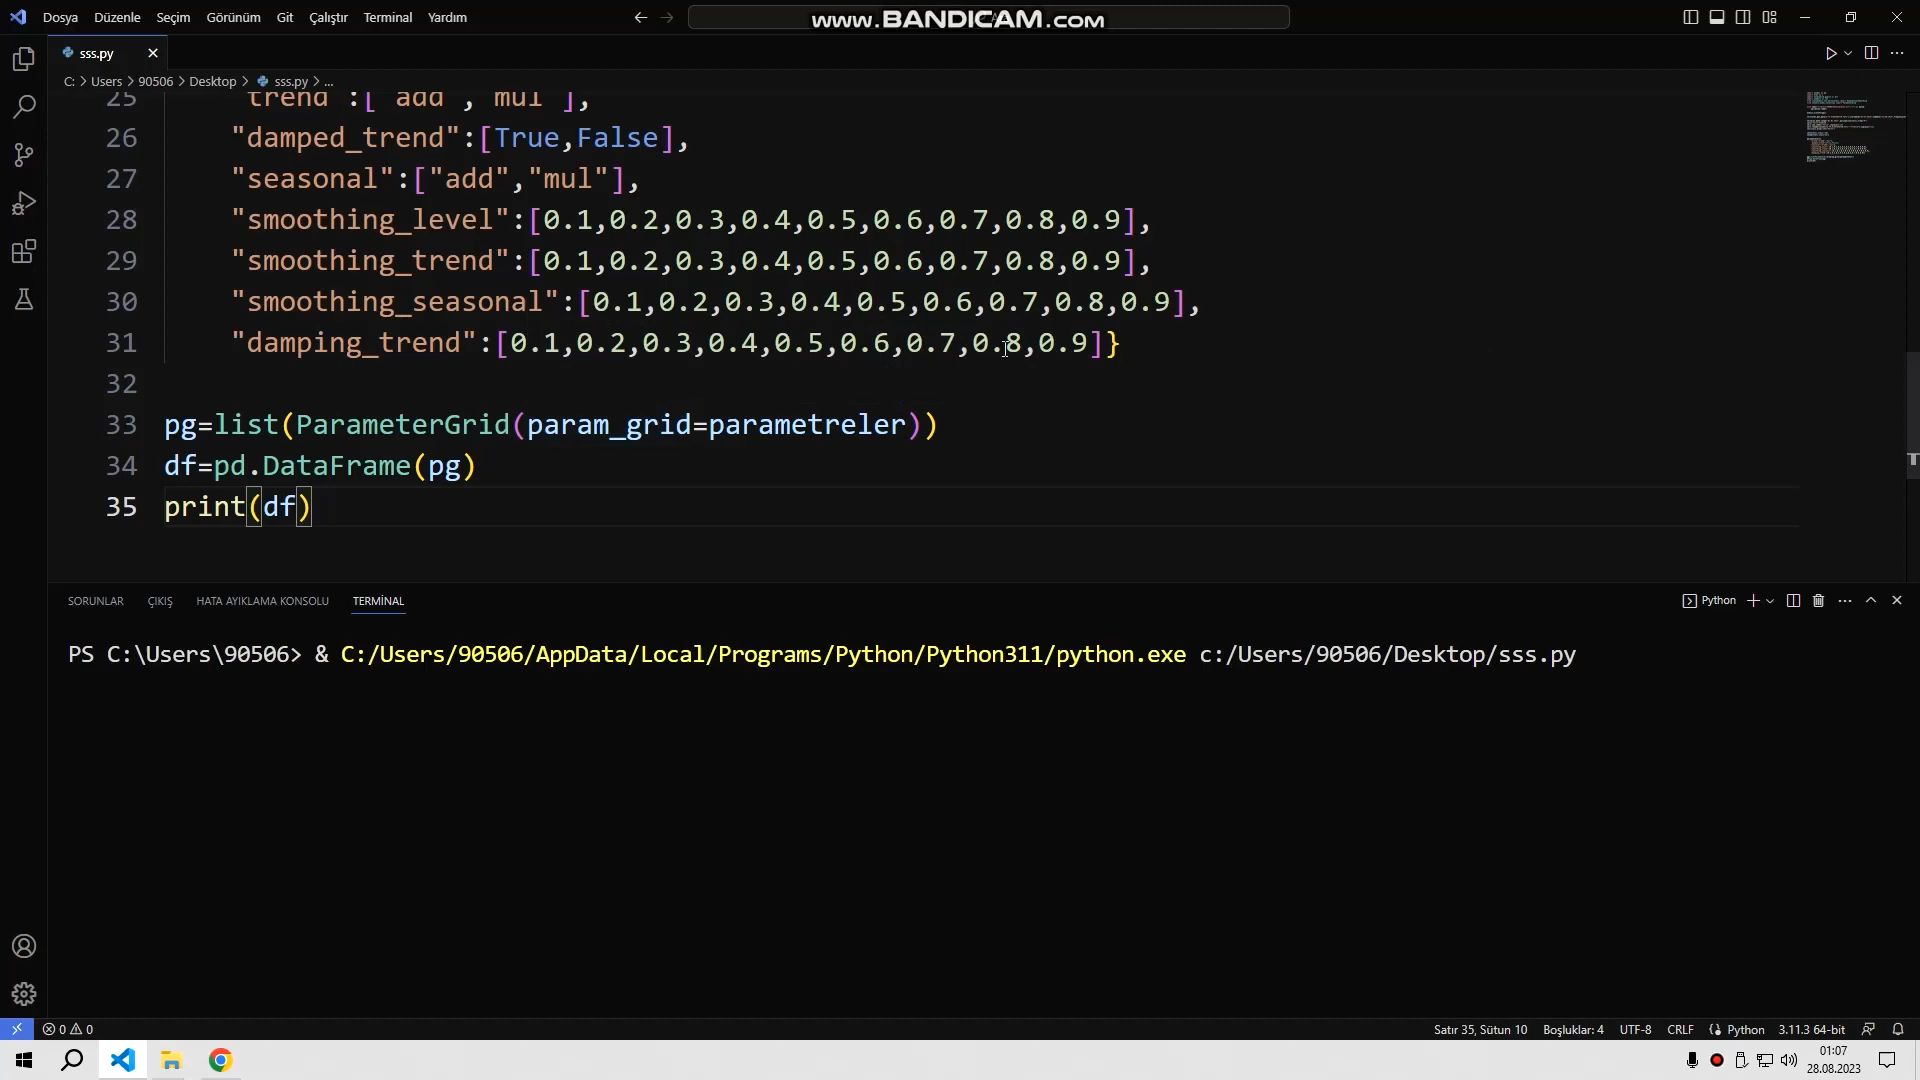 Dosya Düzenle Seçim Görünüm Git Çalıştır Terminal Yardım
www.BANDICAM.com
sss.py
C: > Users > 90506 > Desktop > sss.py > ...
25 "trend":["add","mul"],
26 "damped_trend":[True,False],
27 "seasonal":["add","mul"],
28 "smoothing_level":[0.1,0.2,0.3,0.4,0.5,0.6,0.7,0.8,0.9],
29 "smoothing_trend":[0.1,0.2,0.3,0.4,0.5,0.6,0.7,0.8,0.9],
30 "smoothing_seasonal":[0.1,0.2,0.3,0.4,0.5,0.6,0.7,0.8,0.9],
31 "damping_trend":[0.1,0.2,0.3,0.4,0.5,0.6,0.7,0.8,0.9]}
32
33 pg=list(ParameterGrid(param_grid=parametreler))
34 df=pd.DataFrame(pg)
35 print(df)
SORUNLAR ÇIKIŞ HATA AYIKLAMA KONSOLU TERMİNAL
Python
PS C:\Users\90506> & C:/Users/90506/AppData/Local/Programs/Python/Python311/python.exe c:/Users/90506/Desktop/sss.py
0 0
Satır 35, Sütun 10 Boşluklar: 4 UTF-8 CRLF Python 3.11.3 64-bit
01:07
28.08.2023